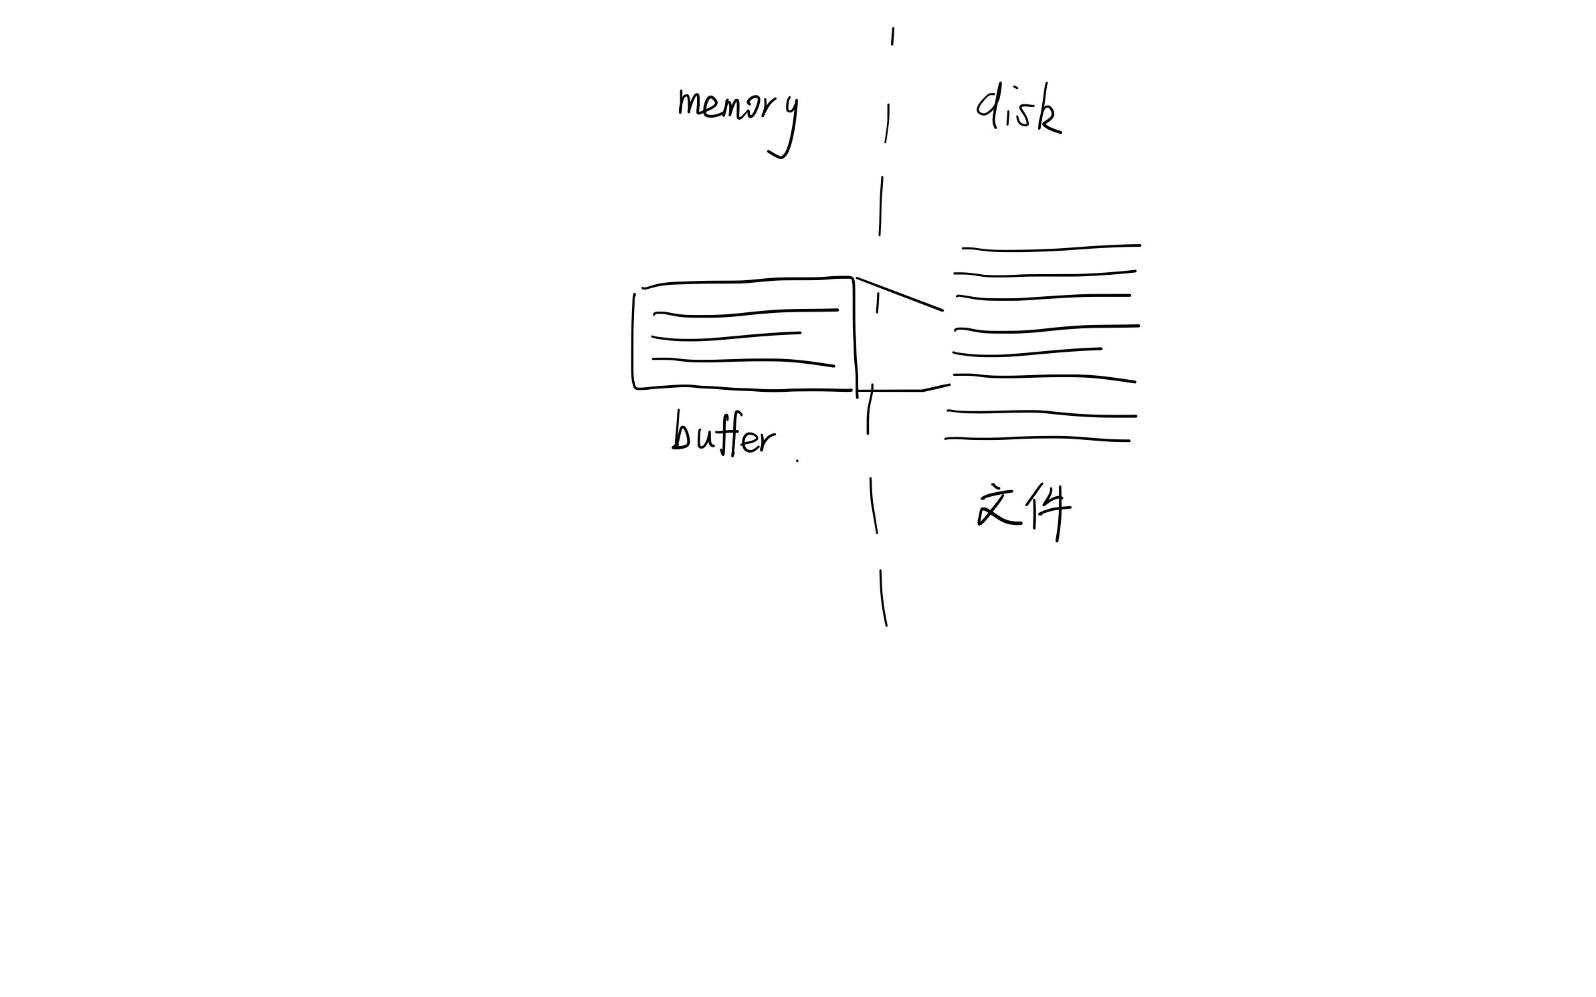 memory
disk
buffer
文件